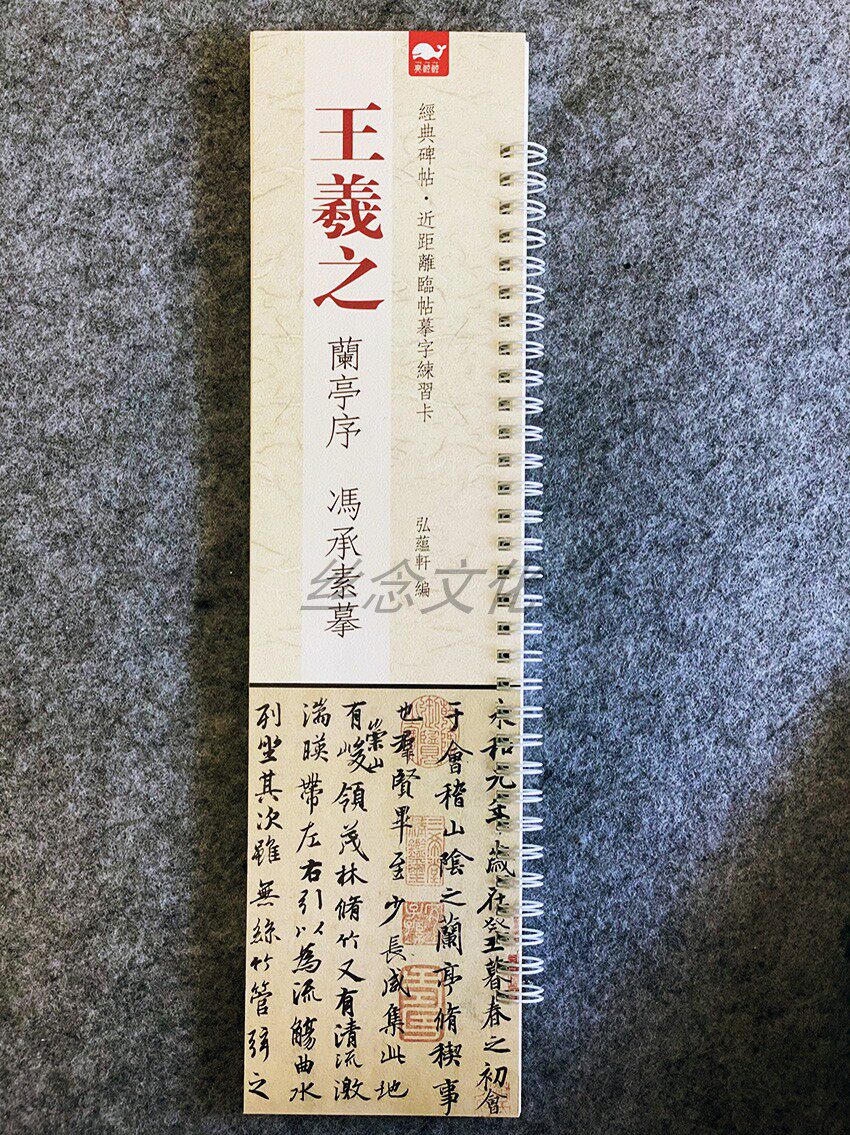 經典碑帖·近距離臨帖摹字練習卡
弘蘊軒 編
王羲之
蘭亭序 馮承素摹
丝念文化
永和九年歲在癸丑暮春之初會
于會稽山陰之蘭亭脩稧事
也羣賢畢至少長咸集此地
有崇山峻領茂林脩竹又有清流激
湍暎帶左右引以為流觴曲水
列坐其次雖無絲竹管弦之